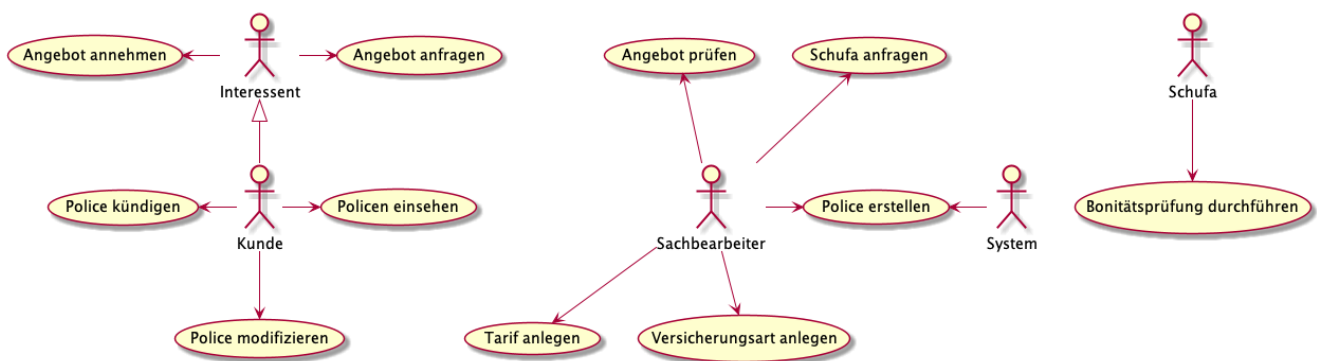 Angebot annehmen
Interessent
Angebot anfragen
Angebot prüfen
Schufa anfragen
Schufa
Police kündigen
Kunde
Policen einsehen
Sachbearbeiter
Police erstellen
System
Bonitätsprüfung durchführen
Police modifizieren
Tarif anlegen
Versicherungsart anlegen